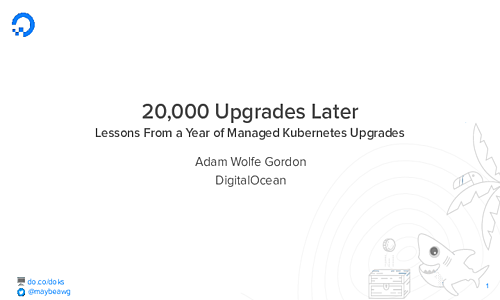 20,000 Upgrades Later
Lessons From a Year of Managed Kubernetes Upgrades
Adam Wolfe Gordon
DigitalOcean
do.co/doks
@maybeawg
1